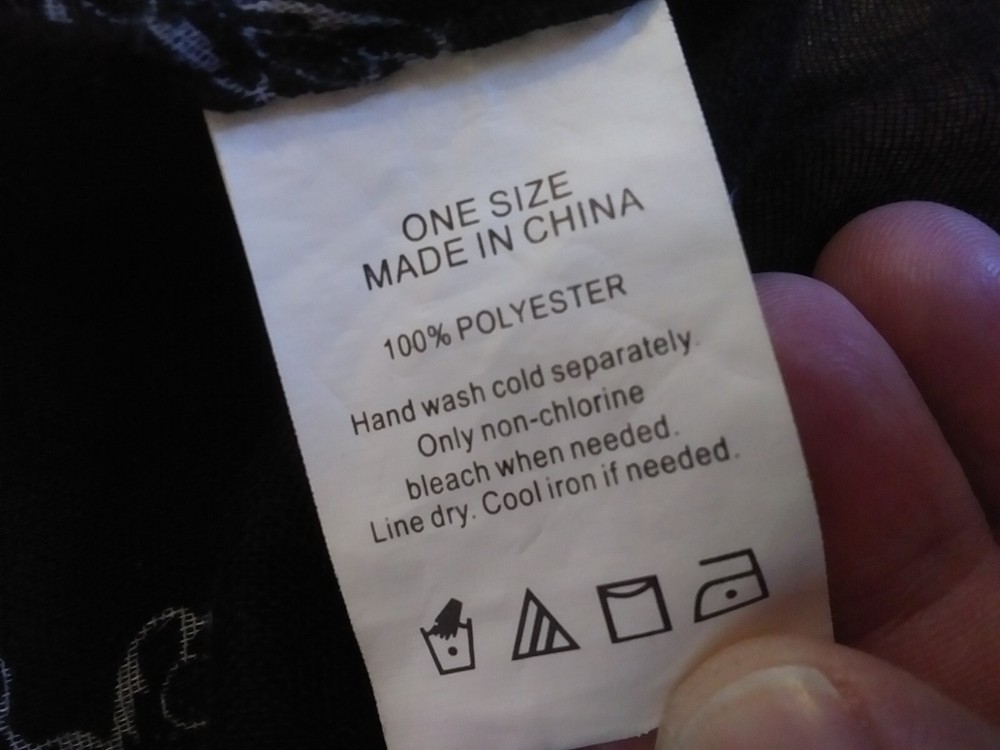 ONE SIZE
MADE IN CHINA
100% POLYESTER
Hand wash cold separately.
Only non-chlorine
bleach when needed.
Line dry. Cool iron if needed.